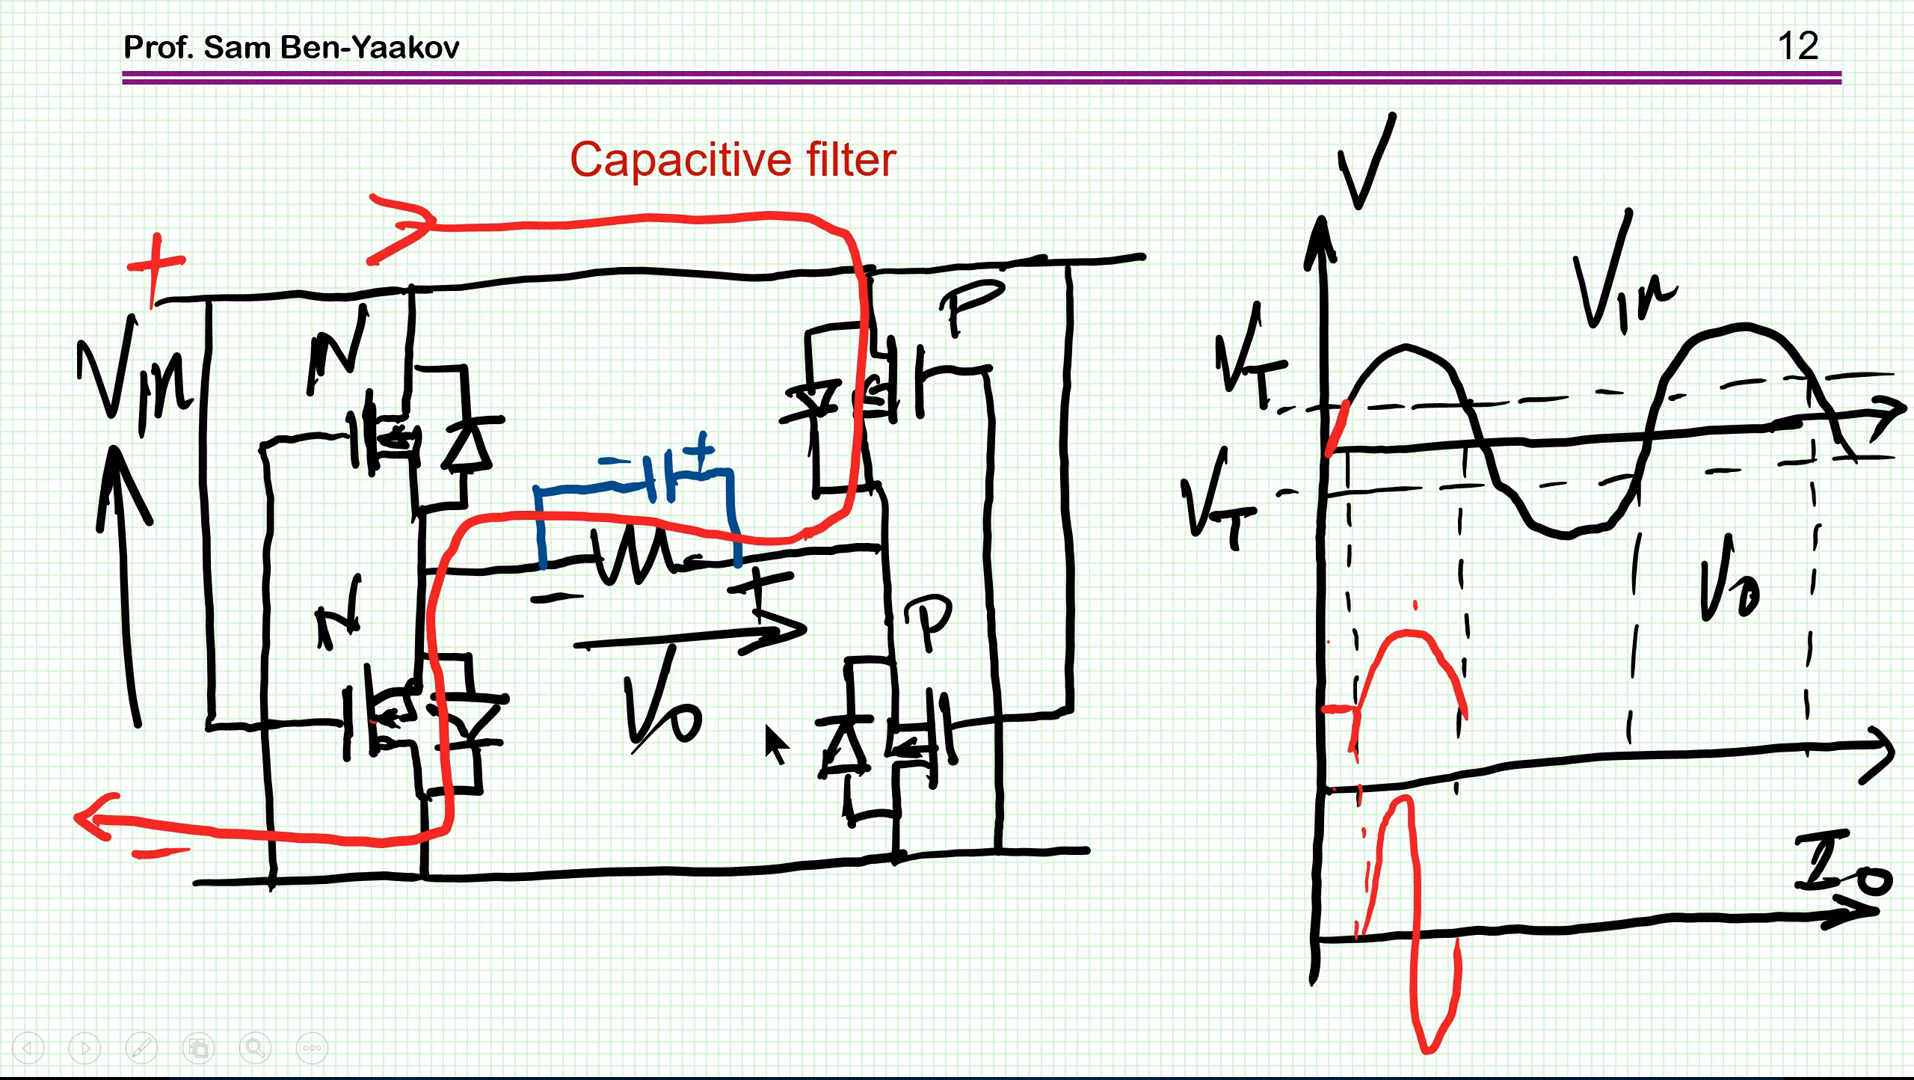 Prof. Sam Ben-Yaakov
12
Capacitive filter
V
+
P
Vin
N
VT
Vin
- +
VT
N
- +
P
Vo
Vo
-
Io